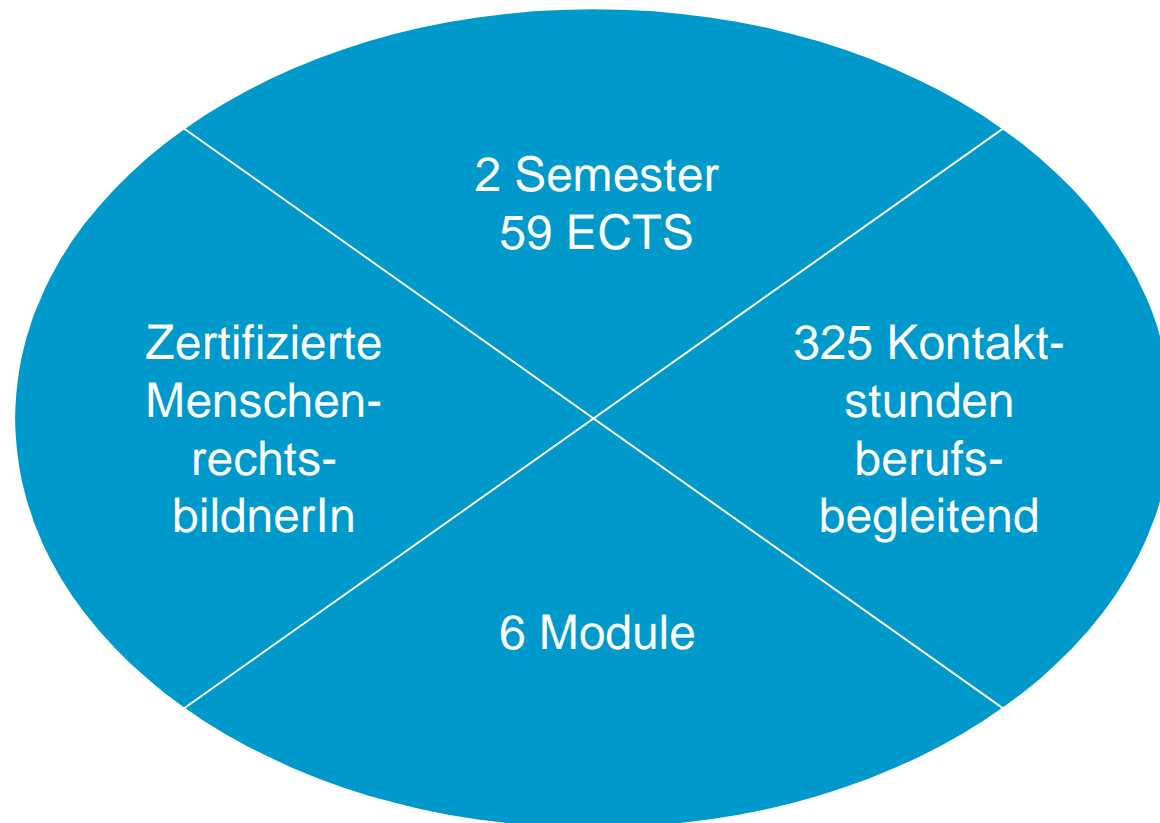 2 Semester
59 ECTS
Zertifizierte
Menschen-
rechts-
bildnerIn
325 Kontakt-
stunden
berufs-
begleitend
6 Module